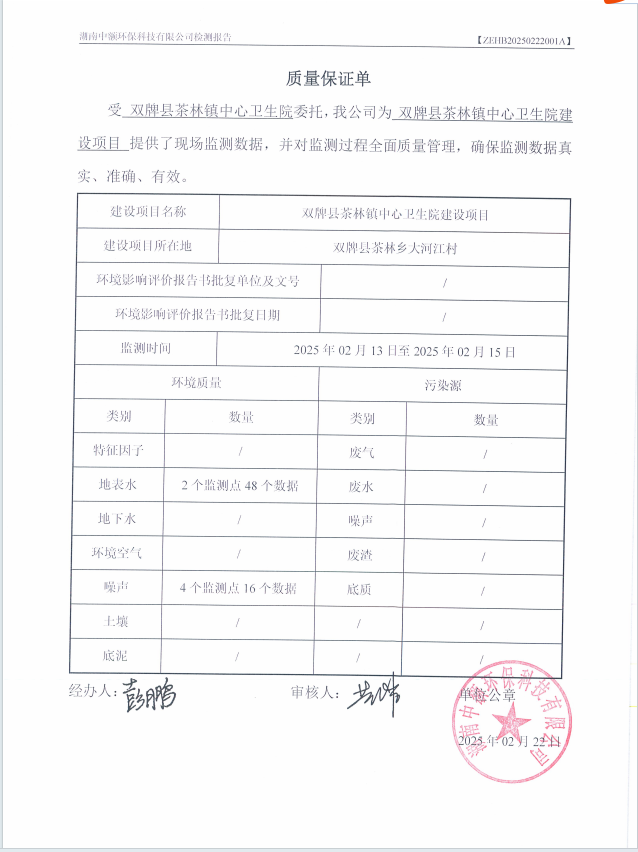 湖南中额环保科技有限公司检测报告 【ZEHB20250222001A】
质量保证单
受 双牌县茶林镇中心卫生院委托，我公司为 双牌县茶林镇中心卫生院建
设项目 提供了现场监测数据，并对监测过程全面质量管理，确保监测数据真
实、准确、有效。
建设项目名称 双牌县茶林镇中心卫生院建设项目
建设项目所在地 双牌县茶林乡大河江村
环境影响评价报告书批复单位及文号 /
环境影响评价报告书批复日期 /
监测时间 2025 年 02 月 13 日至 2025 年 02 月 15 日
环境质量 污染源
类别 数量 类别 数量
特征因子 / 废气 /
地表水 2 个监测点 48 个数据 废水 /
地下水 / 噪声 /
环境空气 / 废渣 /
噪声 4 个监测点 16 个数据 底质 /
土壤 / / /
底泥 / / /
经办人：彭鹏 审核人： 单位公章
2025 年 02 月 22 日
湖南中额环保科技有限公司